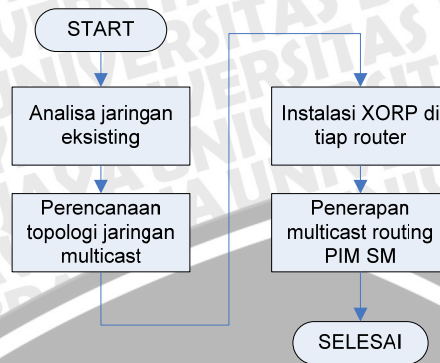 START
Analisa jaringan
eksisting
Perencanaan
topologi jaringan
multicast
Instalasi XORP di
tiap router
Penerapan
multicast routing
PIM SM
SELESAI